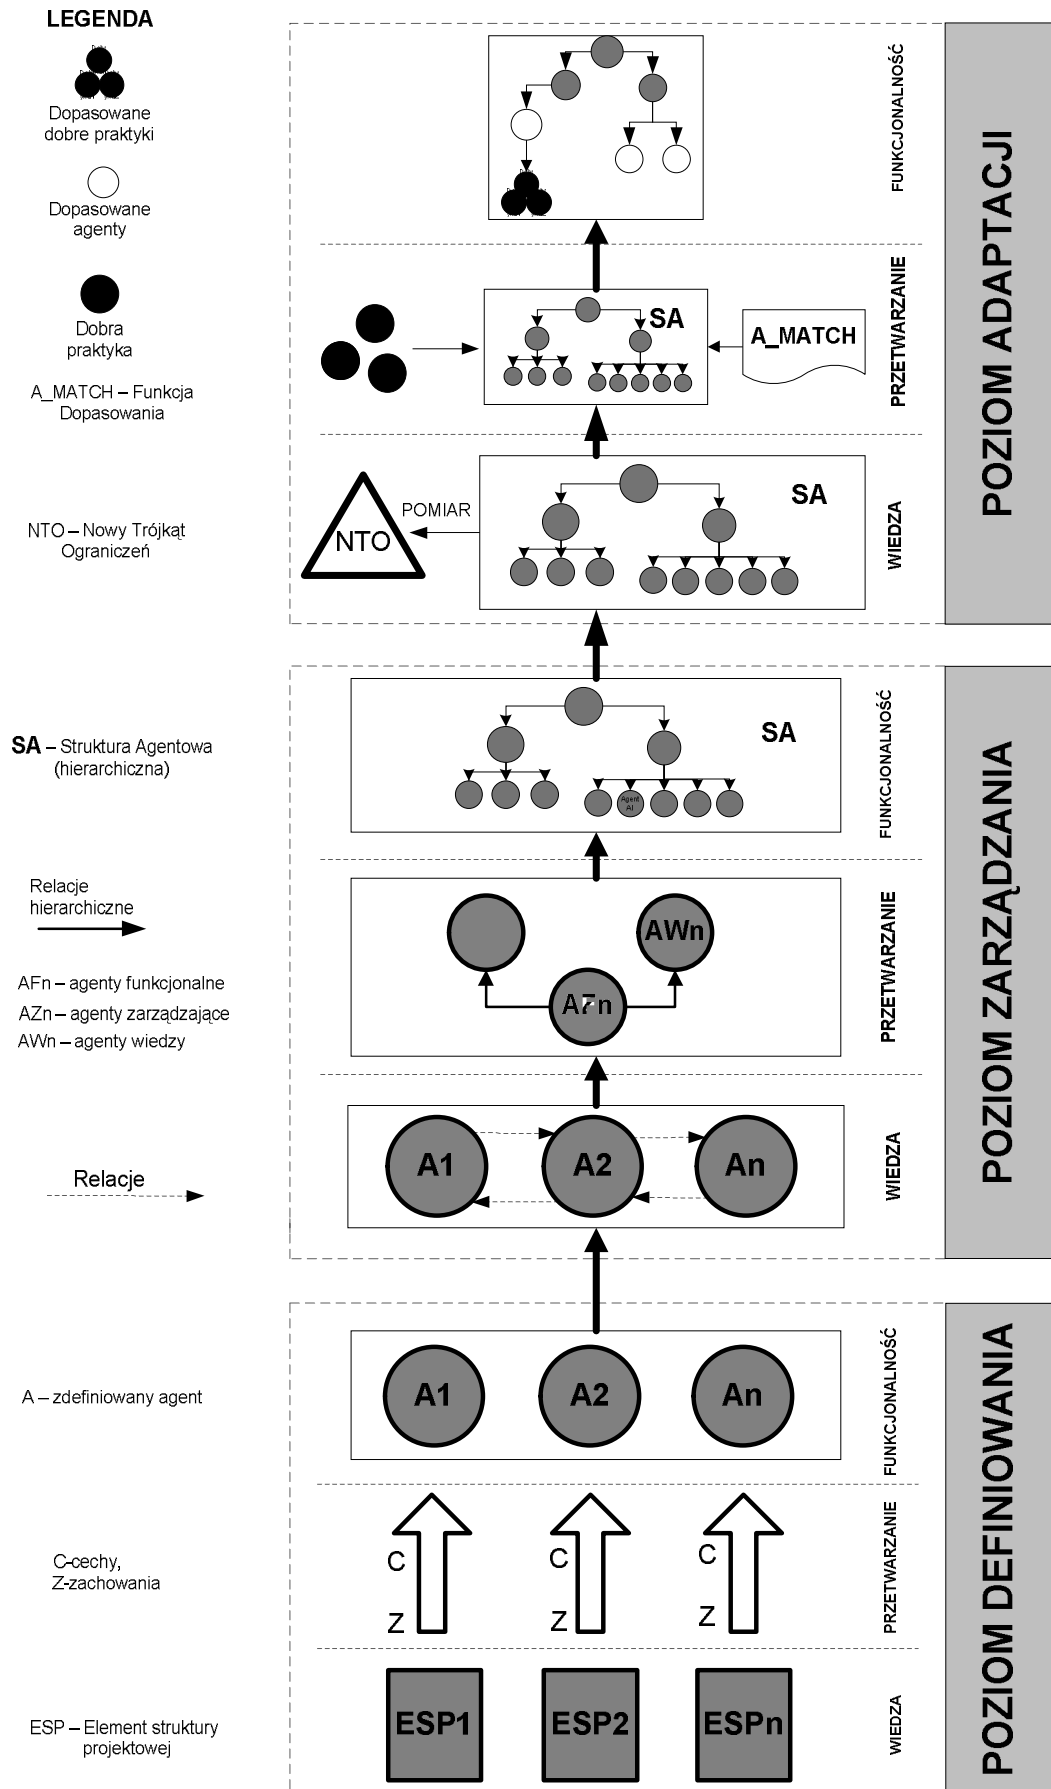 LEGENDA
Dopasowane
dobre praktyki
Dopasowane
agenty
Dobra
praktyka
A_MATCH – Funkcja
Dopasowania
NTO – Nowy Trójkąt
Ograniczeń
SA – Struktura Agentowa
(hierarchiczna)
Relacje
hierarchiczne
AFn – agenty funkcjonalne
AZn – agenty zarządzające
AWn – agenty wiedzy
Relacje
A – zdefiniowany agent
C-cechy,
Z-zachowania
ESP – Element struktury
projektowej
FUNKCJONALNOŚĆ
SA
A_MATCH
PRZETWARZANIE
POMIAR
NTO
SA
WIEDZA
POZIOM ADAPTACJI
SA
Agent
AI
FUNKCJONALNOŚĆ
AWn
AFn
PRZETWARZANIE
A1
A2
An
WIEDZA
POZIOM ZARZĄDZANIA
A1
A2
An
FUNKCJONALNOŚĆ
C
Z
C
Z
C
Z
PRZETWARZANIE
ESP1
ESP2
ESPn
WIEDZA
POZIOM DEFINIOWANIA